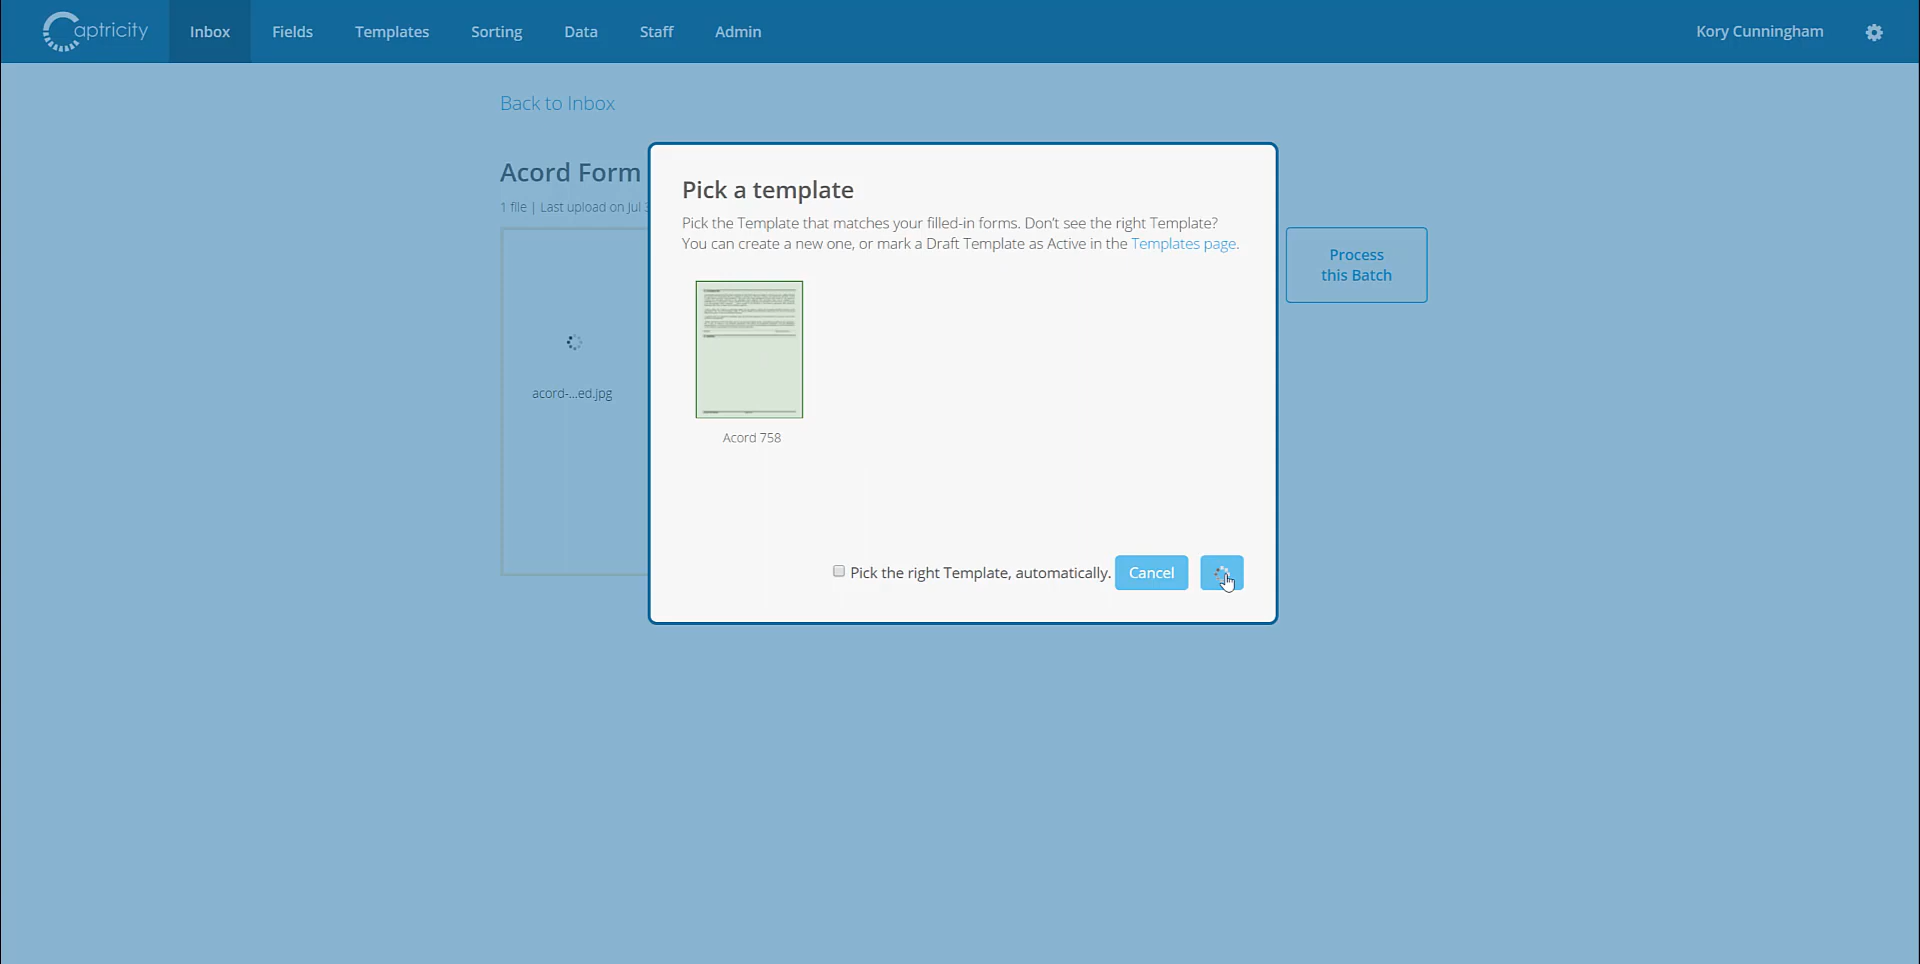 Captricity
Inbox
Fields
Templates
Sorting
Data
Staff
Admin
Kory Cunningham
Back to Inbox
Acord Form
1 file | Last upload on Jul
acord-...ed.jpg
Pick a template
Pick the Template that matches your filled-in forms. Don't see the right Template?
You can create a new one, or mark a Draft Template as Active in the Templates page.
Acord 758
Pick the right Template, automatically.
Cancel
Process
this Batch